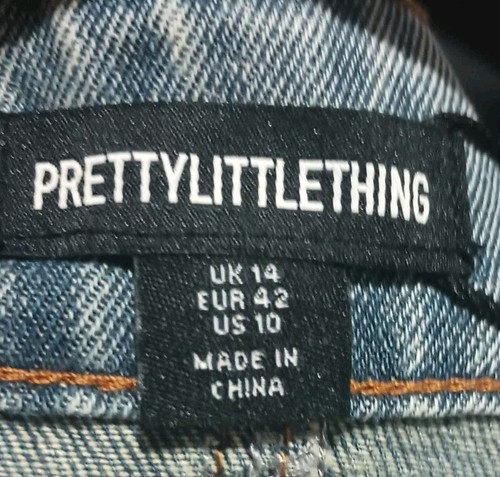 PRETTYLITTLETHING
UK 14
EUR 42
US 10
MADE IN
CHINA